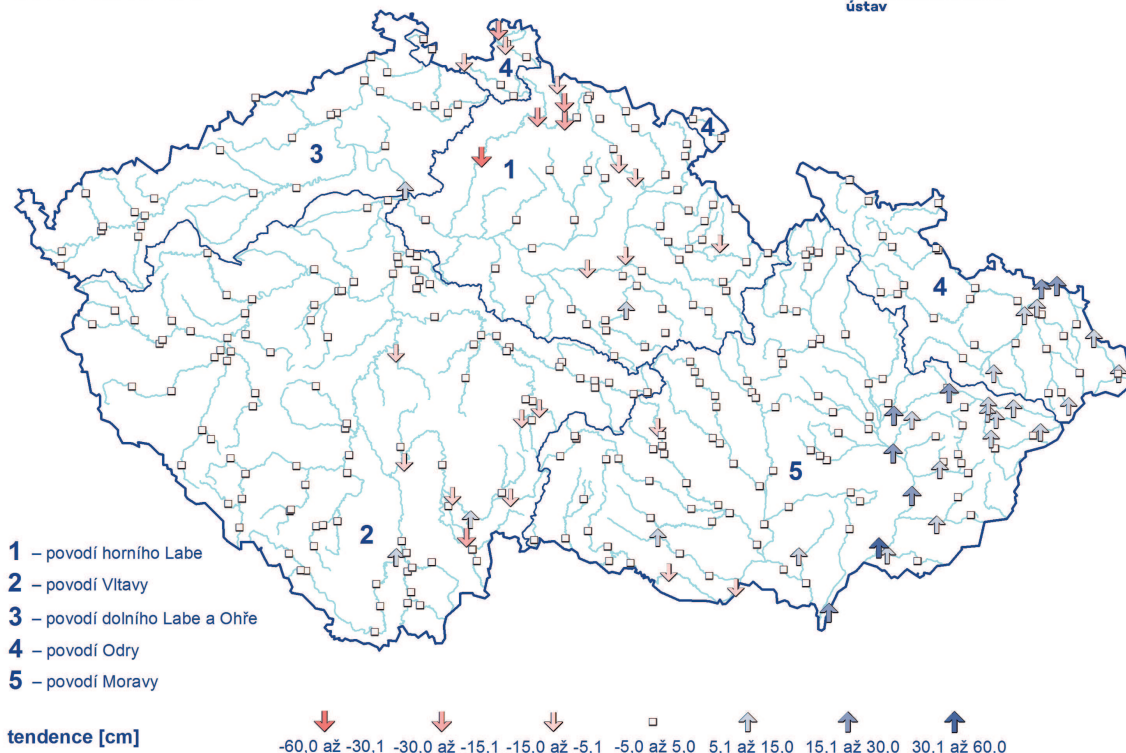 ústav
4
4
3
1
4
5
2
1 – povodí horního Labe
2 – povodí Vltavy
3 – povodí dolního Labe a Ohře
4 – povodí Odry
5 – povodí Moravy
tendence [cm]
-60.0 až -30.1 -30.0 až -15.1 -15.0 až -5.1 -5.0 až 5.0 5.1 až 15.0 15.1 až 30.0 30.1 až 60.0